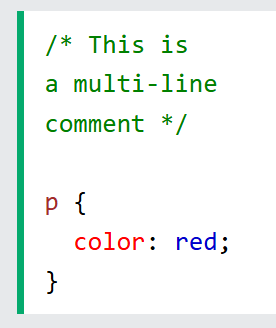 /* This is
a multi-line
comment */

p {
  color: red;
}